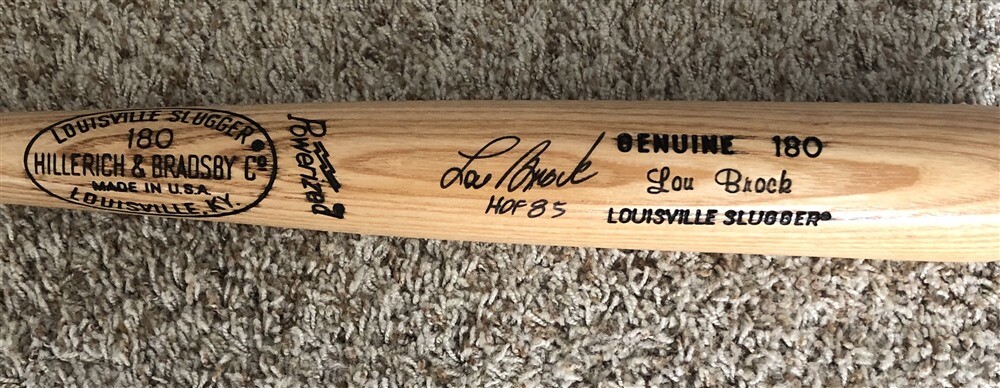 LOUISVILLE SLUGGER®
180
HILLERICH & BRADSBY Co
MADE IN U.S.A.
LOUISVILLE, KY.
Powerized
Lou Brock
HOF 85
GENUINE 180
Lou Brock
LOUISVILLE SLUGGER®